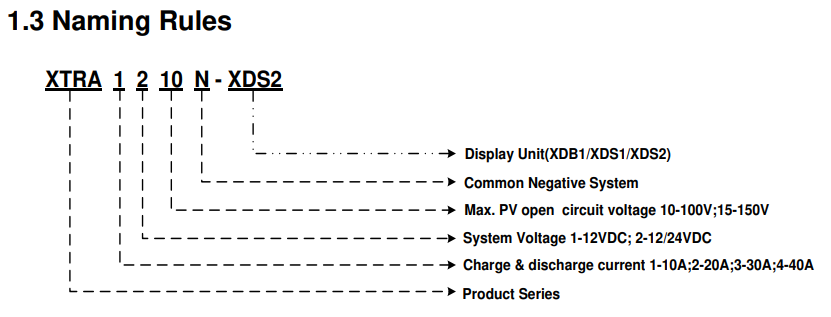 1.3 Naming Rules
XTRA 1 2 10 N - XDS2
Display Unit(XDB1/XDS1/XDS2)
Common Negative System
Max. PV open circuit voltage 10-100V;15-150V
System Voltage 1-12VDC; 2-12/24VDC
Charge & discharge current 1-10A;2-20A;3-30A;4-40A
Product Series